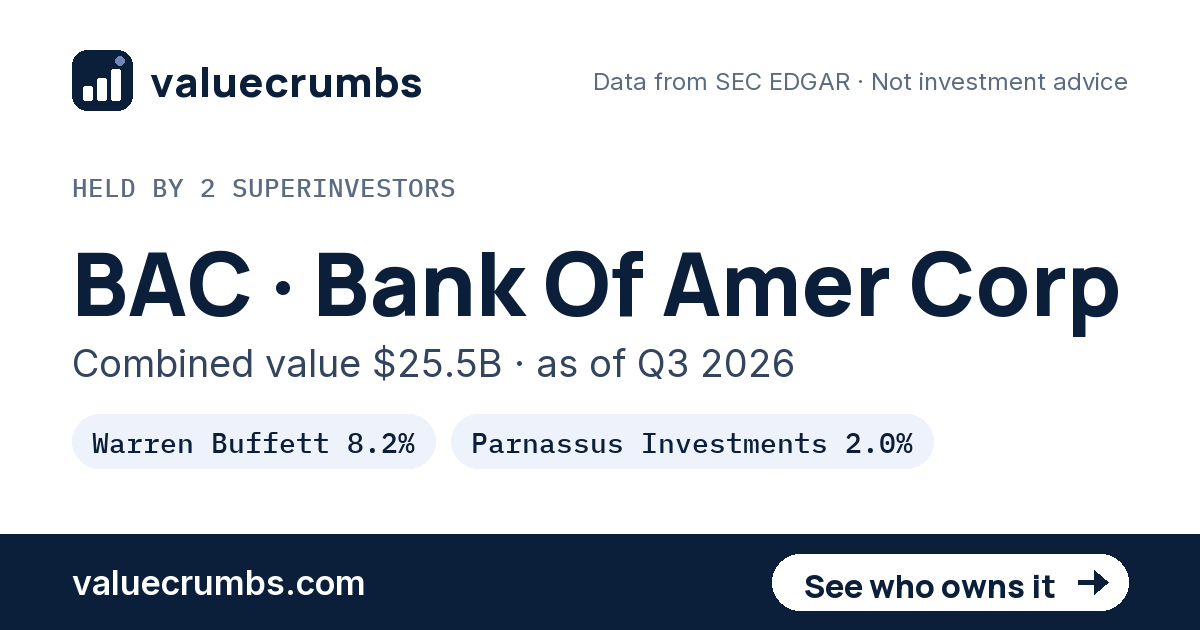 valuecrumbs
Data from SEC EDGAR · Not investment advice
HELD BY 2 SUPERINVESTORS
BAC · Bank Of Amer Corp
Combined value $25.5B · as of Q3 2026
Warren Buffett 8.2%
Parnassus Investments 2.0%
valuecrumbs.com
See who owns it →